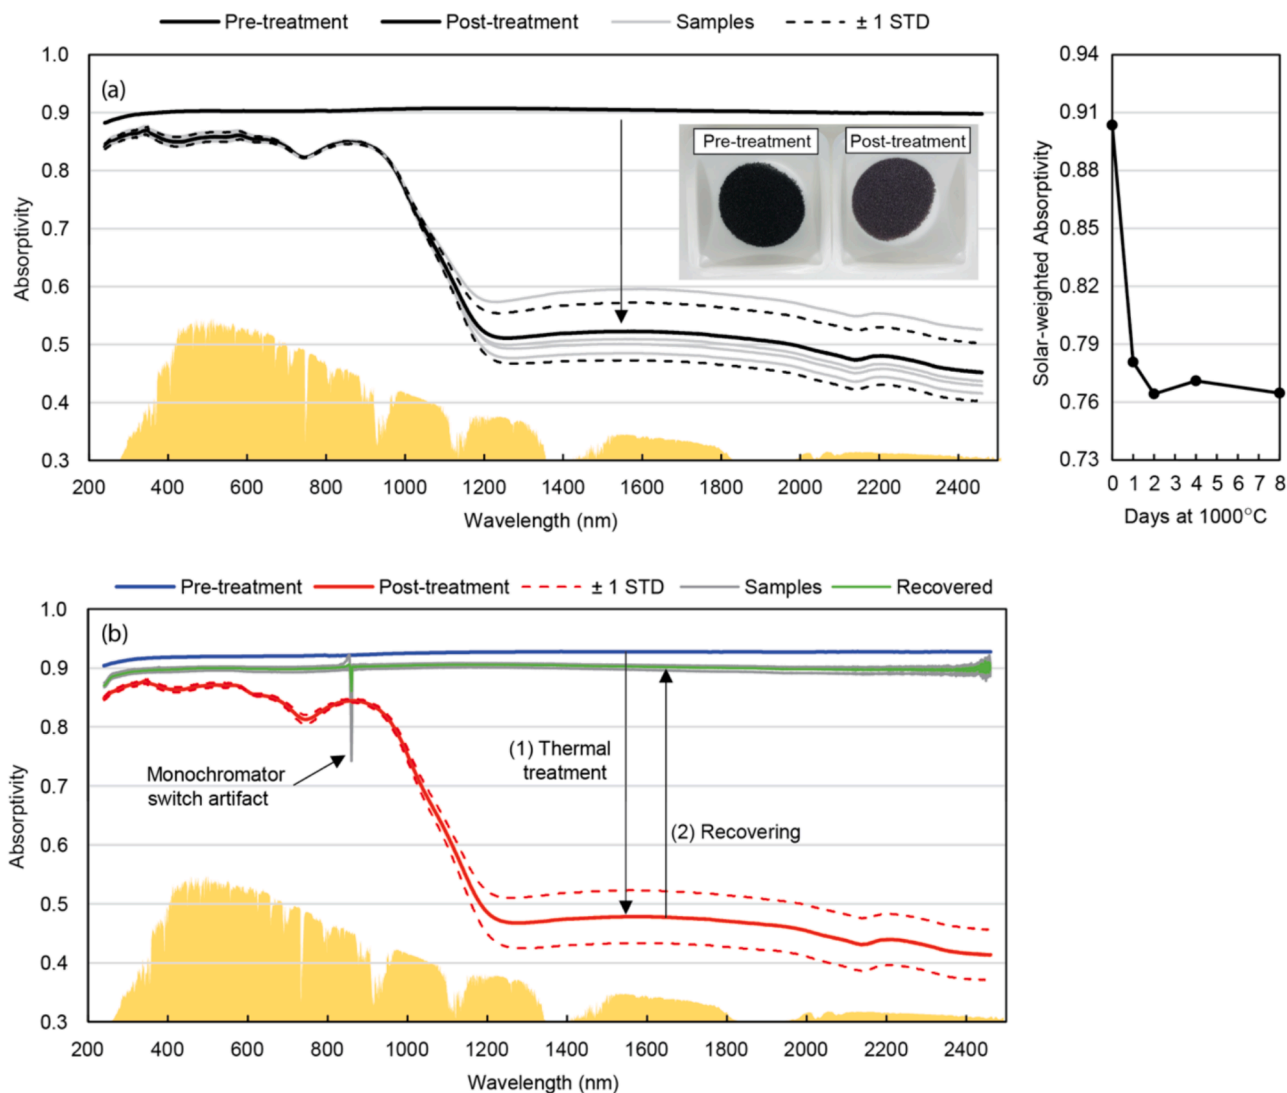 Pre-treatment Post-treatment Samples ± 1 STD
(a)
1.0
0.9
0.8
0.7
0.6
0.5
0.4
0.3
Absorptivity
Pre-treatment Post-treatment
200 400 600 800 1000 1200 1400 1600 1800 2000 2200 2400
Wavelength (nm)
0.94
0.91
0.88
0.85
0.82
0.79
0.76
0.73
Solar-weighted Absorptivity
0 1 2 3 4 5 6 7 8
Days at 1000°C
Pre-treatment Post-treatment ± 1 STD Samples Recovered
(b)
1.0
0.9
0.8
0.7
0.6
0.5
0.4
0.3
Absorptivity
Monochromator
switch artifact
(1) Thermal
treatment
(2) Recovering
200 400 600 800 1000 1200 1400 1600 1800 2000 2200 2400
Wavelength (nm)